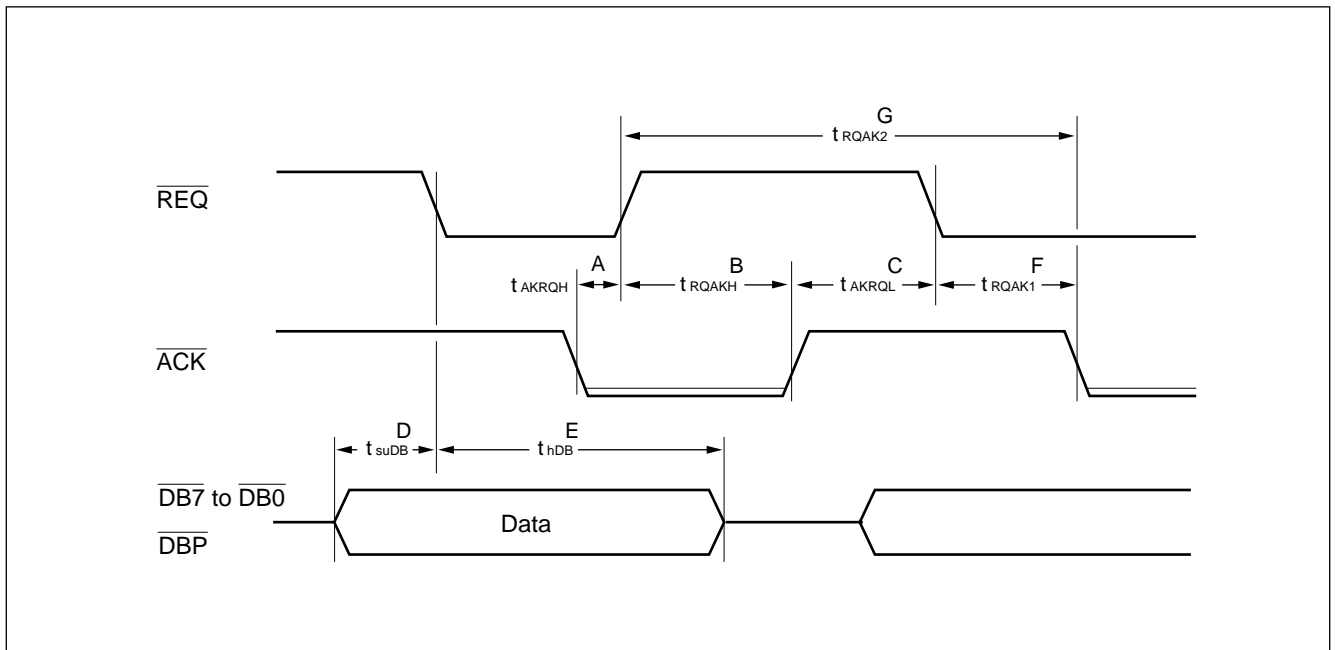 G
t RQAK2
REQ
A B C F
t AKRQH t RQAKH t AKRQL t RQAK1
ACK
D E
t suDB t hDB
DB7 to DB0
Data
DBP